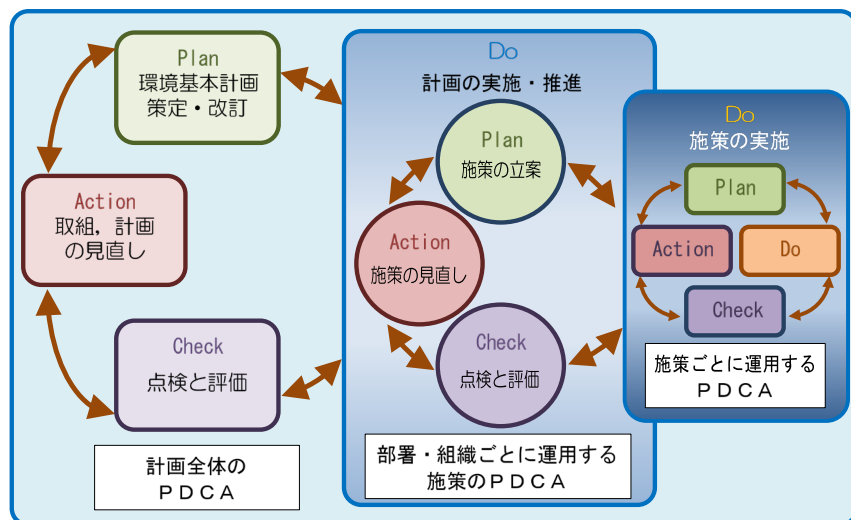 Plan
環境基本計画
策定・改訂
Action
取組，計画
の見直し
Check
点検と評価
計画全体の
ＰＤＣＡ
Do
計画の実施・推進
Plan
施策の立案
Action
施策の見直し
Check
点検と評価
部署・組織ごとに運用する
施策のＰＤＣＡ
Do
施策の実施
Plan
Action
Do
Check
施策ごとに運用する
ＰＤＣＡ